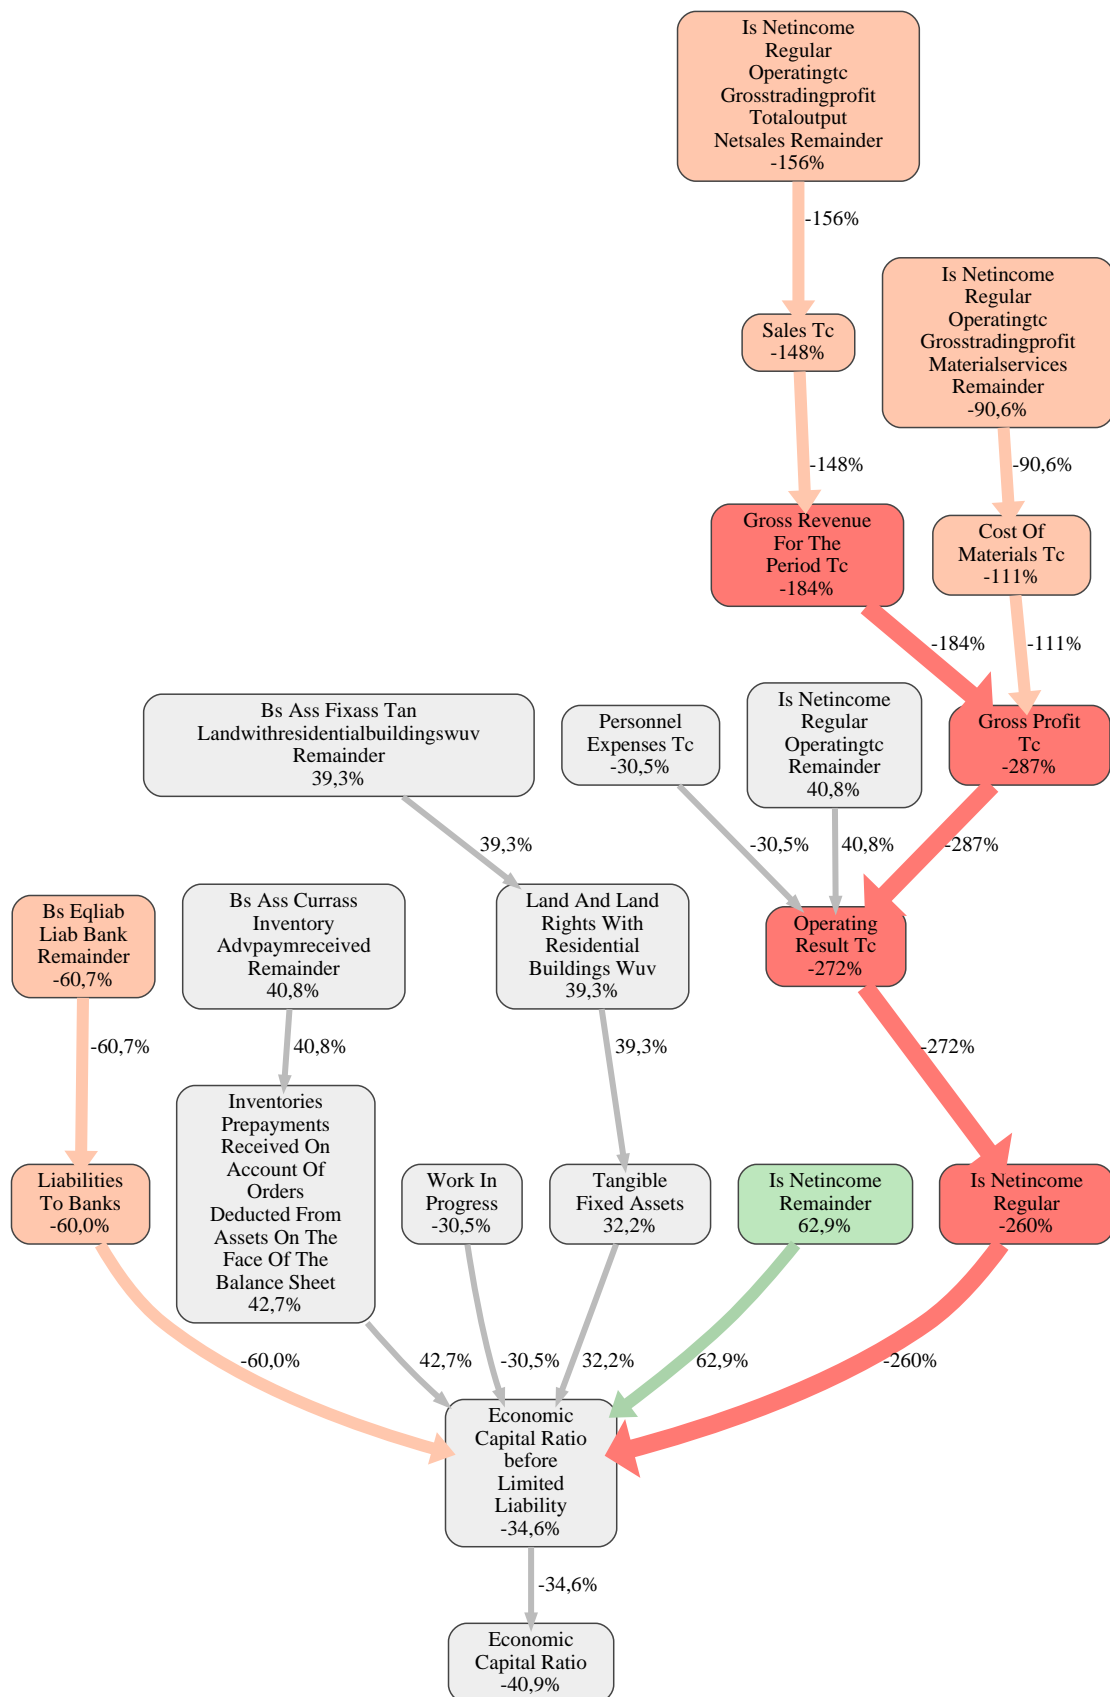 Is Netincome
Regular
Operatingtc
Grosstradingprofit
Totaloutput
Netsales Remainder
-156%
-156%
Is Netincome
Regular
Operatingtc
Grosstradingprofit
Materialservices
Remainder
-90,6%
Sales Tc
-148%
-148%
-90,6%
Gross Revenue
For The
Period Tc
-184%
Cost Of
Materials Tc
-111%
-184%
-111%
Bs Ass Fixass Tan
Landwithresidentialbuildingswuv
Remainder
39,3%
Personnel
Expenses Tc
-30,5%
Is Netincome
Regular
Operatingtc
Remainder
40,8%
Gross Profit
Tc
-287%
39,3%
-30,5%
40,8%
-287%
Bs Eqliab
Liab Bank
Remainder
-60,7%
Bs Ass Currass
Inventory
Advpaymreceived
Remainder
40,8%
Land And Land
Rights With
Residential
Buildings Wuv
39,3%
Operating
Result Tc
-272%
-60,7%
40,8%
39,3%
-272%
Liabilities
To Banks
-60,0%
Inventories
Prepayments
Received On
Account Of
Orders
Deducted From
Assets On The
Face Of The
Balance Sheet
42,7%
Work In
Progress
-30,5%
Tangible
Fixed Assets
32,2%
Is Netincome
Remainder
62,9%
Is Netincome
Regular
-260%
-60,0%
42,7%
-30,5%
32,2%
62,9%
-260%
Economic
Capital Ratio
before
Limited
Liability
-34,6%
-34,6%
Economic
Capital Ratio
-40,9%